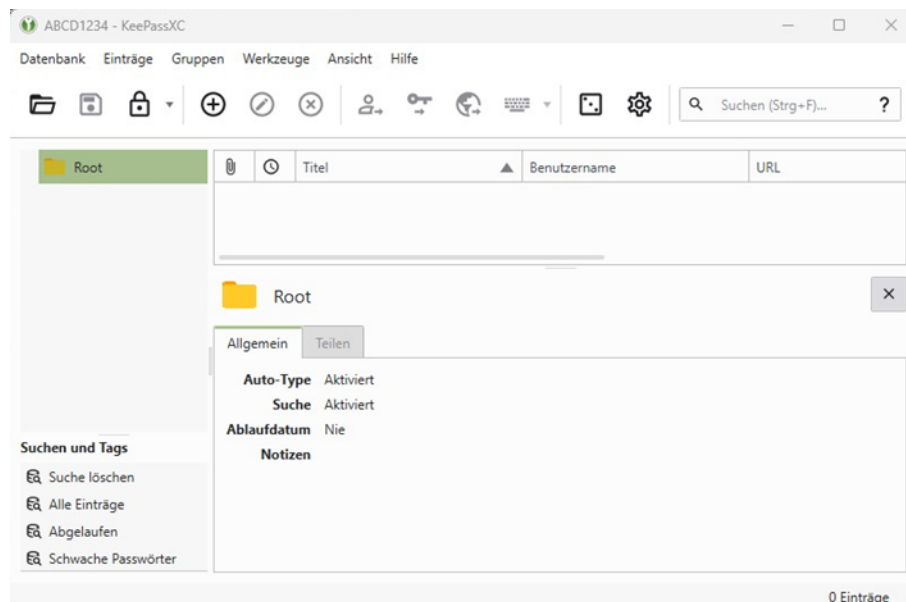 ABCD1234 - KeePassXC
Datenbank Einträge Gruppen Werkzeuge Ansicht Hilfe
Suchen (Strg+F)... ?
Root
Titel Benutzername URL
Root
Allgemein Teilen
Auto-Type Aktiviert
Suche Aktiviert
Ablaufdatum Nie
Notizen
Suchen und Tags
Suche löschen
Alle Einträge
Abgelaufen
Schwache Passwörter
0 Einträge